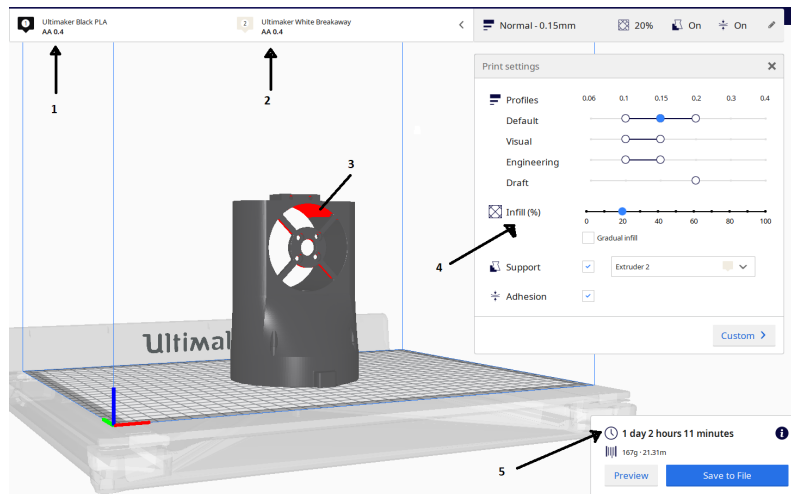 1
Ultimaker Black PLA
AA 0.4
2
Ultimaker White Breakaway
AA 0.4
Normal - 0.15mm
20%
On
On
1
2
3
4
5
Print settings
Profiles
0.06 0.1 0.15 0.2 0.3 0.4
Default
Visual
Engineering
Draft
Infill (%)
0 20 40 60 80 100
Gradual infill
Support
Extruder 2
Adhesion
Custom
Ultimak
1 day 2 hours 11 minutes
167g · 21.31m
Preview
Save to File